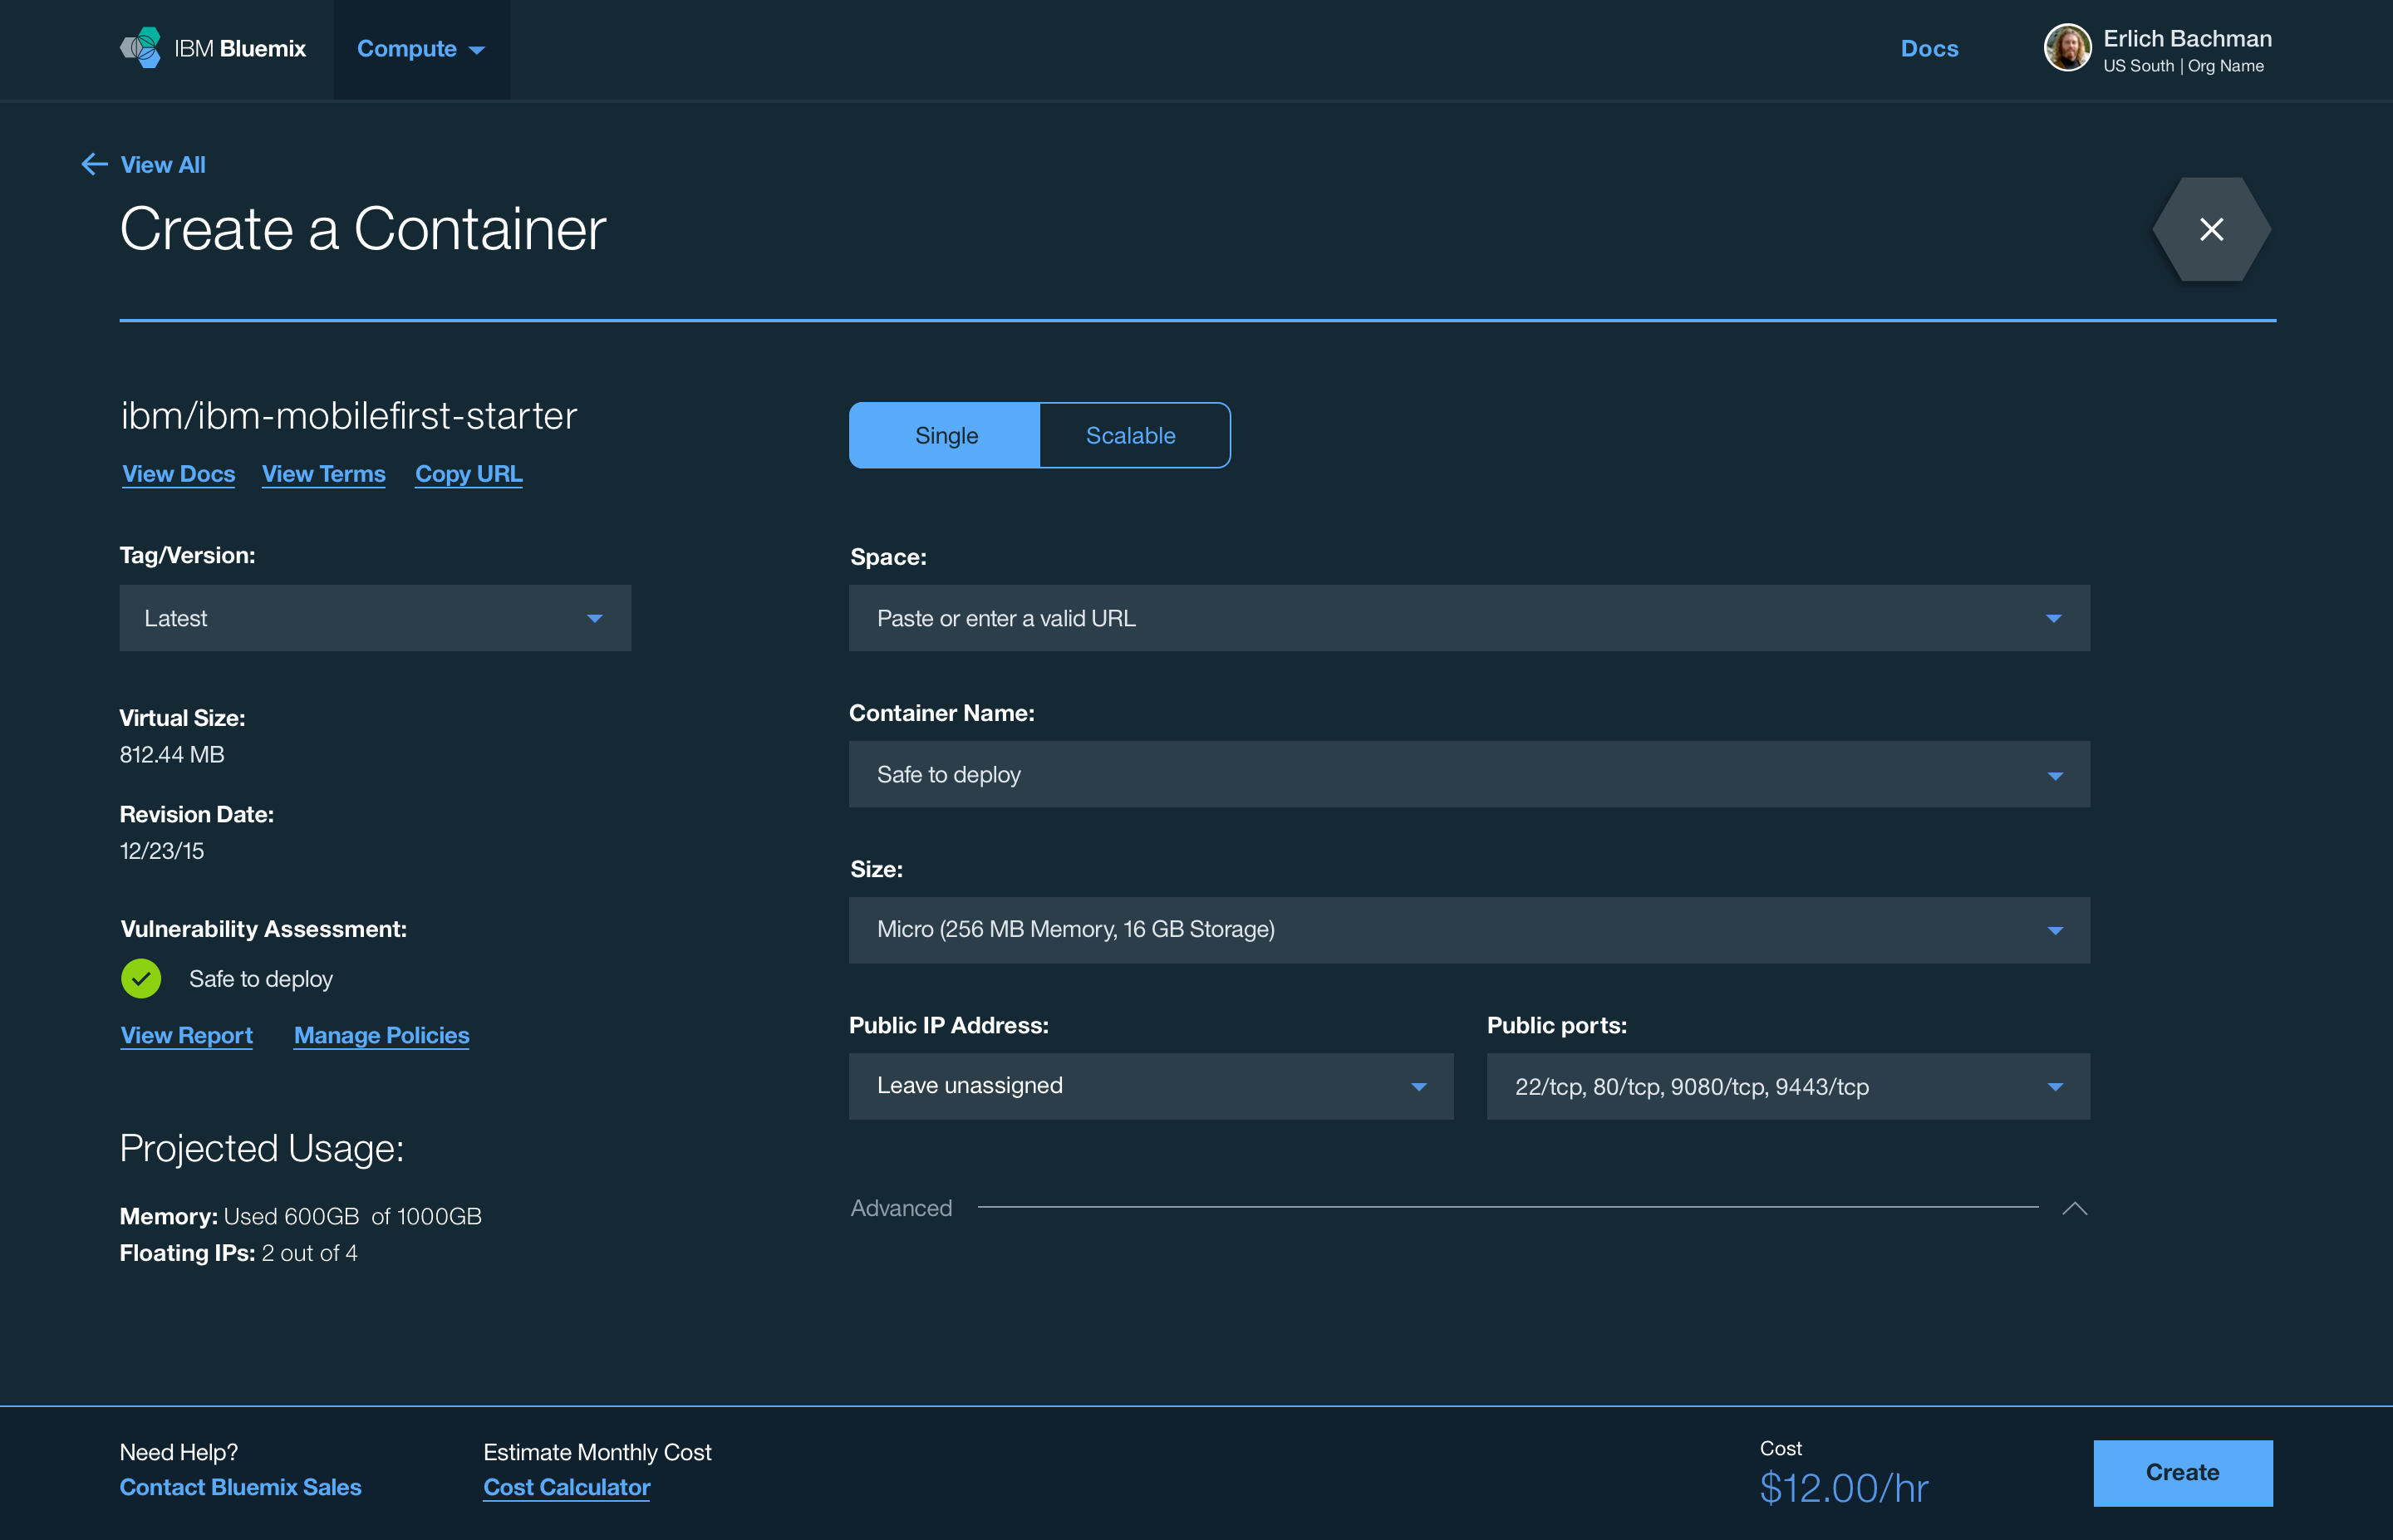 IBM Bluemix
Compute
Docs
Erlich Bachman
US South | Org Name
View All
Create a Container
ibm/ibm-mobilefirst-starter
View Docs View Terms Copy URL
Tag/Version:
Latest
Virtual Size:
812.44 MB
Revision Date:
12/23/15
Vulnerability Assessment:
Safe to deploy
View Report Manage Policies
Projected Usage:
Memory: Used 600GB of 1000GB
Floating IPs: 2 out of 4
Single Scalable
Space:
Paste or enter a valid URL
Container Name:
Safe to deploy
Size:
Micro (256 MB Memory, 16 GB Storage)
Public IP Address:
Leave unassigned
Public ports:
22/tcp, 80/tcp, 9080/tcp, 9443/tcp
Advanced
Need Help?
Contact Bluemix Sales
Estimate Monthly Cost
Cost Calculator
Cost
$12.00/hr
Create